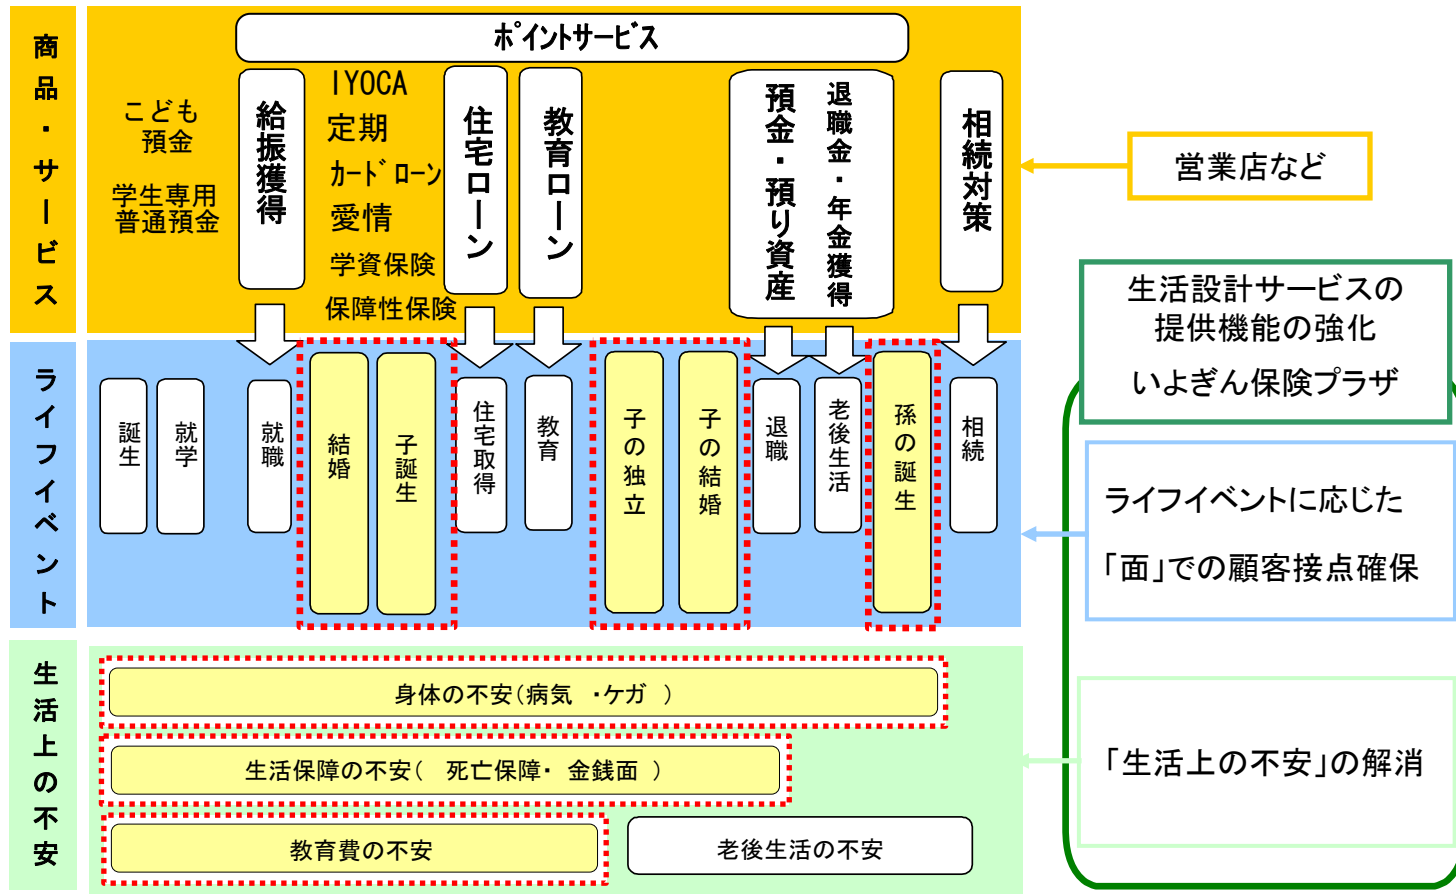 商品・サービス
ポイントサービス
こども
預金
学生専用
普通預金
給振獲得
IYOCA
定期
カードローン
愛情
学資保険
保障性保険
住宅ローン
教育ローン
預金・預り資産
退職金・年金獲得
相続対策
営業店など
ライフイベント
誕生
就学
就職
結婚
子誕生
住宅取得
教育
子の独立
子の結婚
退職
老後生活
孫の誕生
相続
生活設計サービスの
提供機能の強化
いよぎん保険プラザ
ライフイベントに応じた
「面」での顧客接点確保
生活上の不安
身体の不安(病気 ・ケガ )
生活保障の不安( 死亡保障・ 金銭面 )
教育費の不安
老後生活の不安
「生活上の不安」の解消